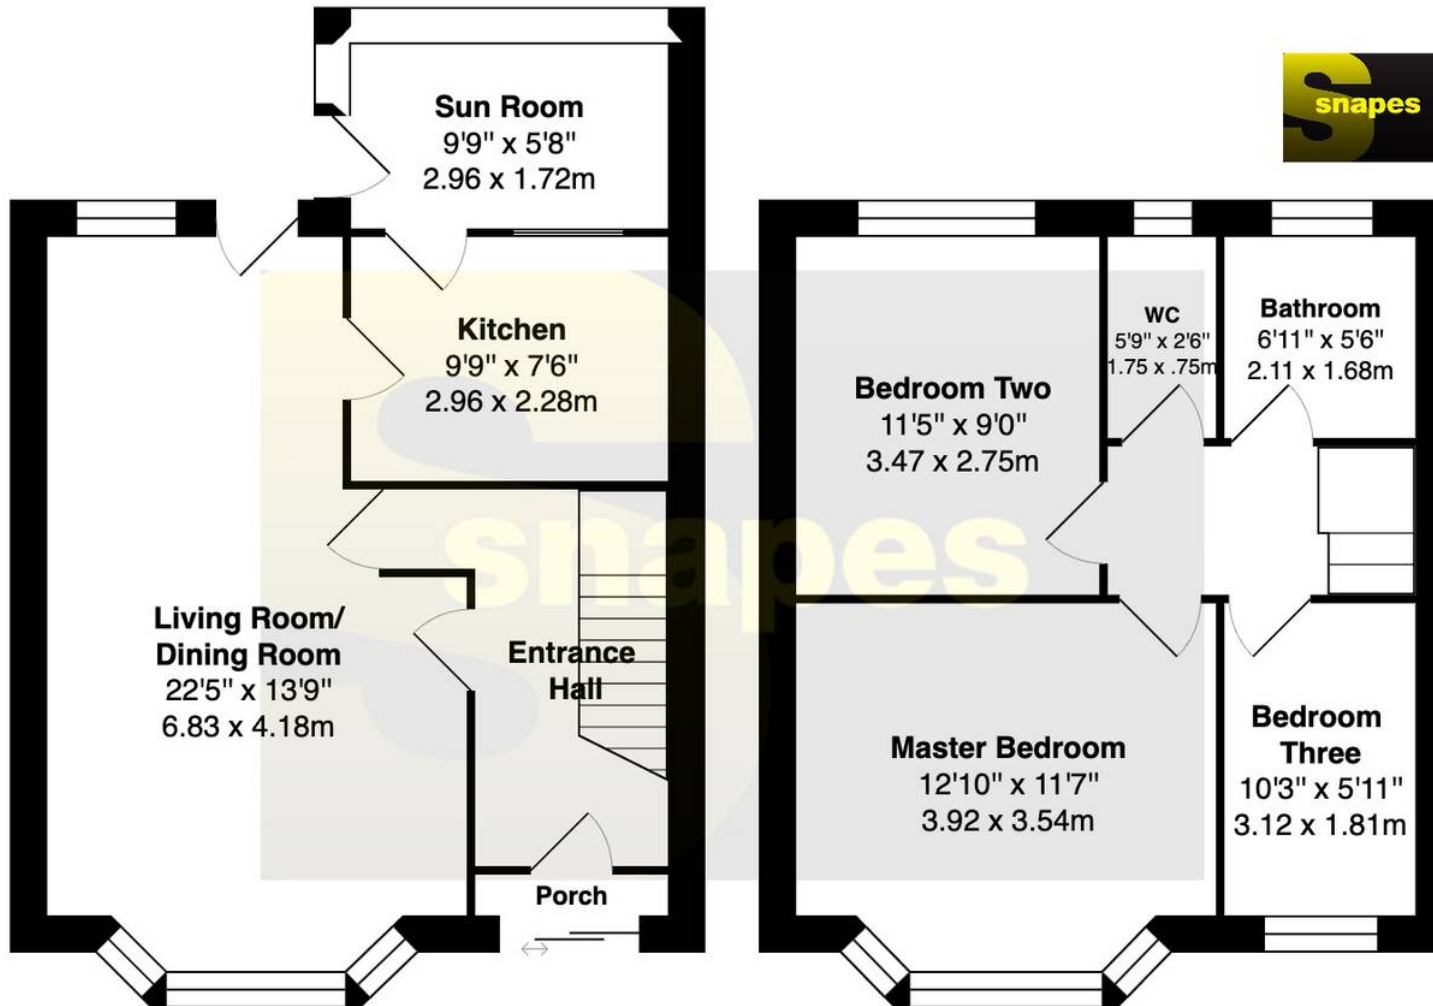 Sun Room
9'9" x 5'8"
2.96 x 1.72m
snapes
Kitchen
9'9" x 7'6"
2.96 x 2.28m
Bedroom Two
11'5" x 9'0"
3.47 x 2.75m
WC
5'9" x 2'6"
1.75 x .75m
Bathroom
6'11" x 5'6"
2.11 x 1.68m
snapes
Living Room/
Dining Room
22'5" x 13'9"
6.83 x 4.18m
Entrance
Hall
Master Bedroom
12'10" x 11'7"
3.92 x 3.54m
Bedroom
Three
10'3" x 5'11"
3.12 x 1.81m
Porch